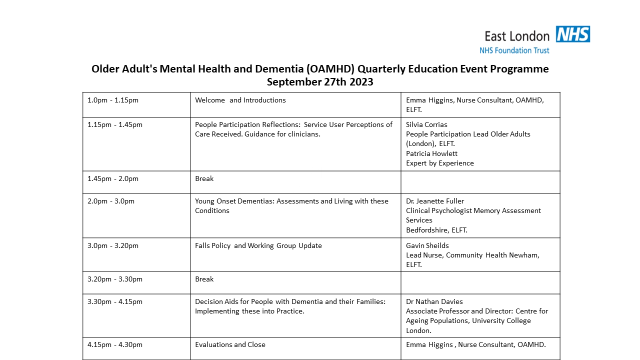 East London NHS
NHS Foundation Trust
Older Adult's Mental Health and Dementia (OAMHD) Quarterly Education Event Programme
September 27th 2023
1.0pm - 1.15pm
Welcome and Introductions
Emma Higgins, Nurse Consultant, OAMHD,
ELFT.
1.15pm - 1.45pm
People Participation Reflections: Service User Perceptions of
Care Received. Guidance for clinicians.
Silvia Corrias
People Participation Lead Older Adults
(London), ELFT.
Patricia Howlett
Expert by Experience
1.45pm - 2.0pm
Break
2.0pm - 3.0pm
Young Onset Dementias: Assessments and Living with these
Conditions
Dr. Jeanette Fuller
Clinical Psychologist Memory Assessment
Services
Bedfordshire, ELFT.
3.0pm - 3.20pm
Falls Policy and Working Group Update
Gavin Sheilds
Lead Nurse, Community Health Newham,
ELFT.
3.20pm - 3.30pm
Break
3.30pm - 4.15pm
Decision Aids for People with Dementia and their Families:
Implementing these into Practice.
Dr Nathan Davies
Associate Professor and Director: Centre for
Ageing Populations, University College
London.
4.15pm - 4.30pm
Evaluations and Close
Emma Higgins , Nurse Consultant, OAMHD.